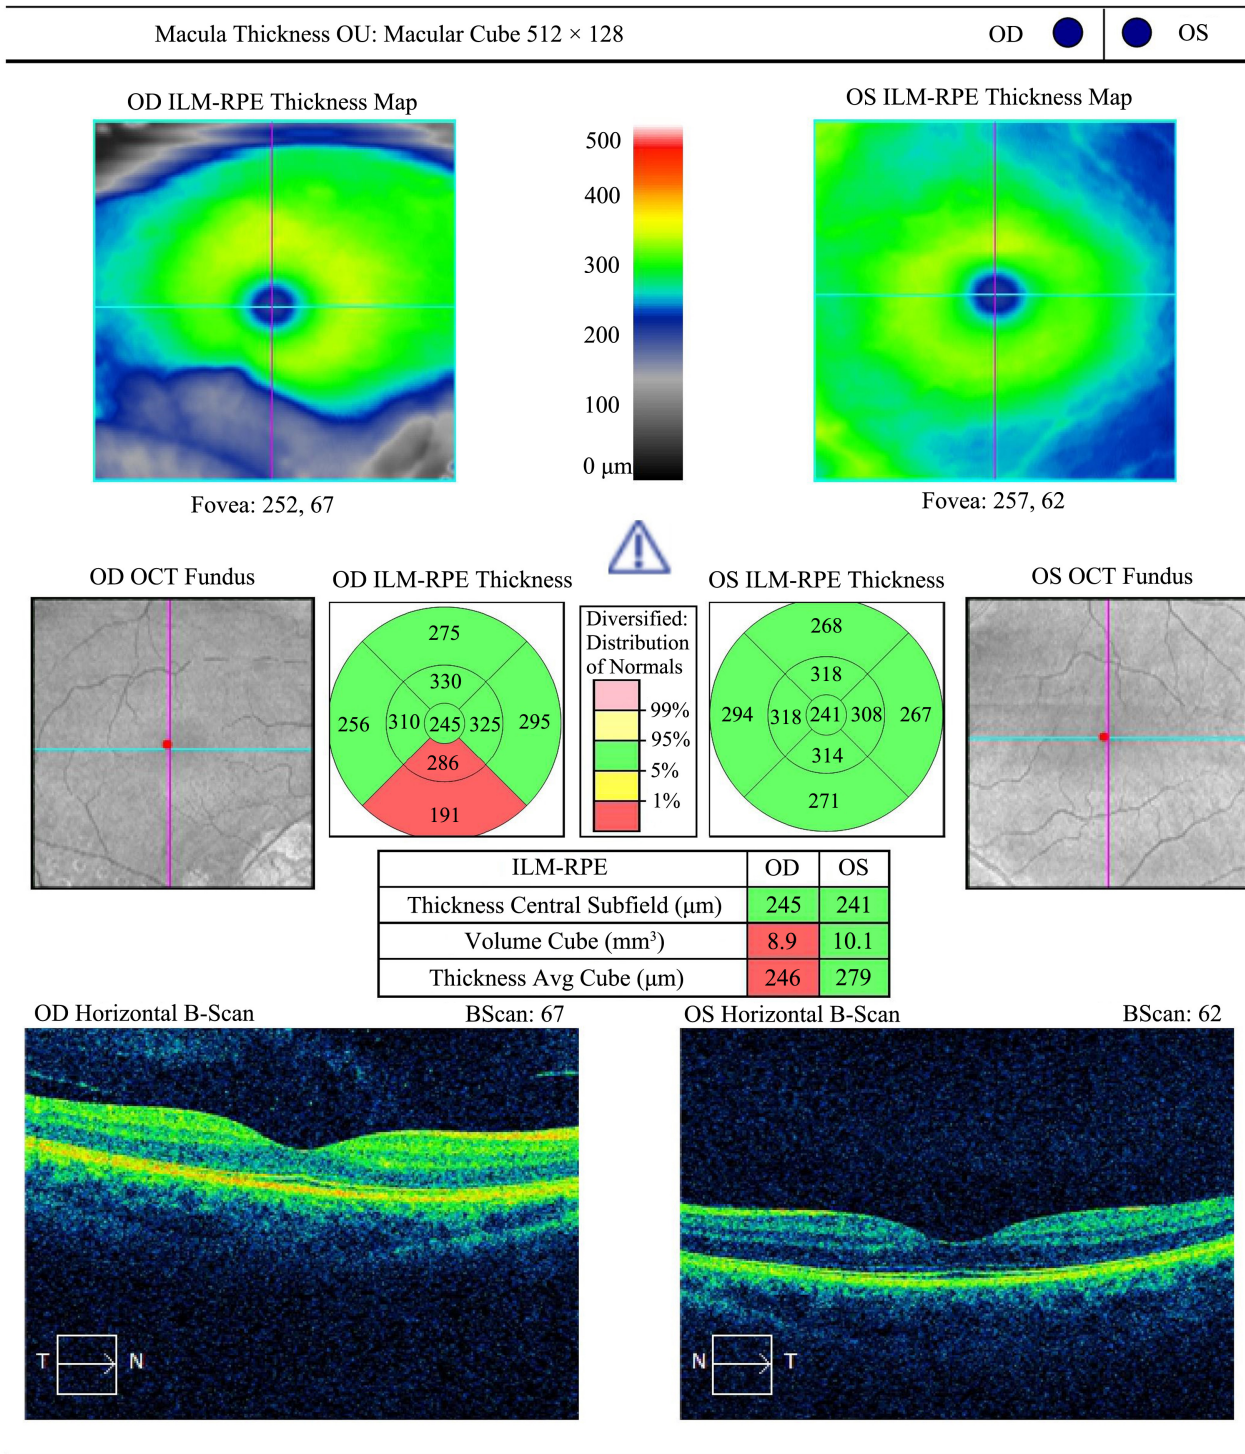 Macula Thickness OU: Macular Cube 512 × 128
OD
OS
OD ILM-RPE Thickness Map
OS ILM-RPE Thickness Map
500
400
300
200
100
0 μm
Fovea: 252, 67
Fovea: 257, 62
OD OCT Fundus
OD ILM-RPE Thickness
OS ILM-RPE Thickness
OS OCT Fundus
275
330
256 310 245 325 295
286
191
Diversified:
Distribution
of Normals
99%
95%
5%
1%
268
318
294 318 241 308 267
314
271
ILM-RPE OD OS
Thickness Central Subfield (μm) 245 241
Volume Cube (mm³) 8.9 10.1
Thickness Avg Cube (μm) 246 279
OD Horizontal B-Scan BScan: 67
OS Horizontal B-Scan BScan: 62
T N
N T